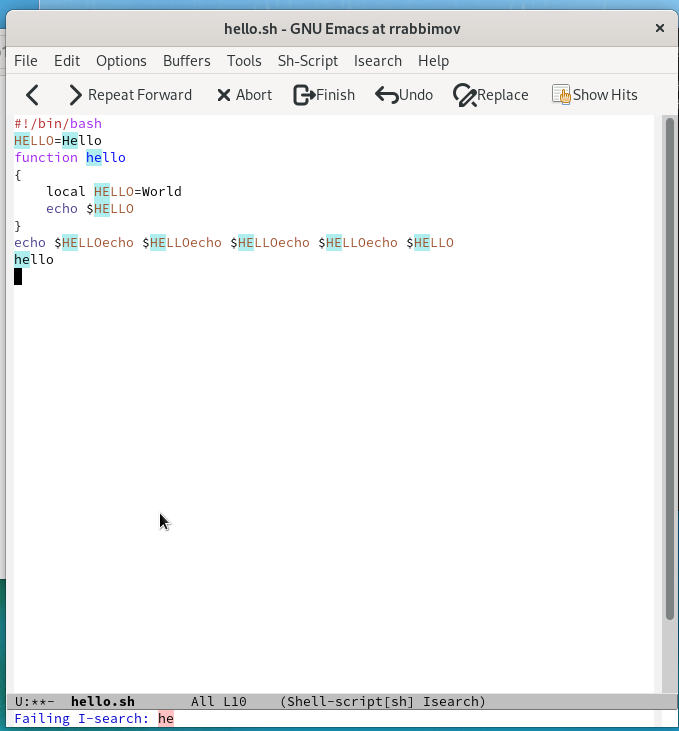 hello.sh - GNU Emacs at rrabbimov ×
File Edit Options Buffers Tools Sh-Script Isearch Help
Repeat Forward Abort Finish Undo Replace Show Hits
#!/bin/bash
HELLO=Hello
function hello
{
    local HELLO=World
    echo $HELLO
}
echo $HELLOecho $HELLOecho $HELLOecho $HELLOecho $HELLO
hello
U:**-  hello.sh       All L10    (Shell-script[sh] Isearch)
Failing I-search: he